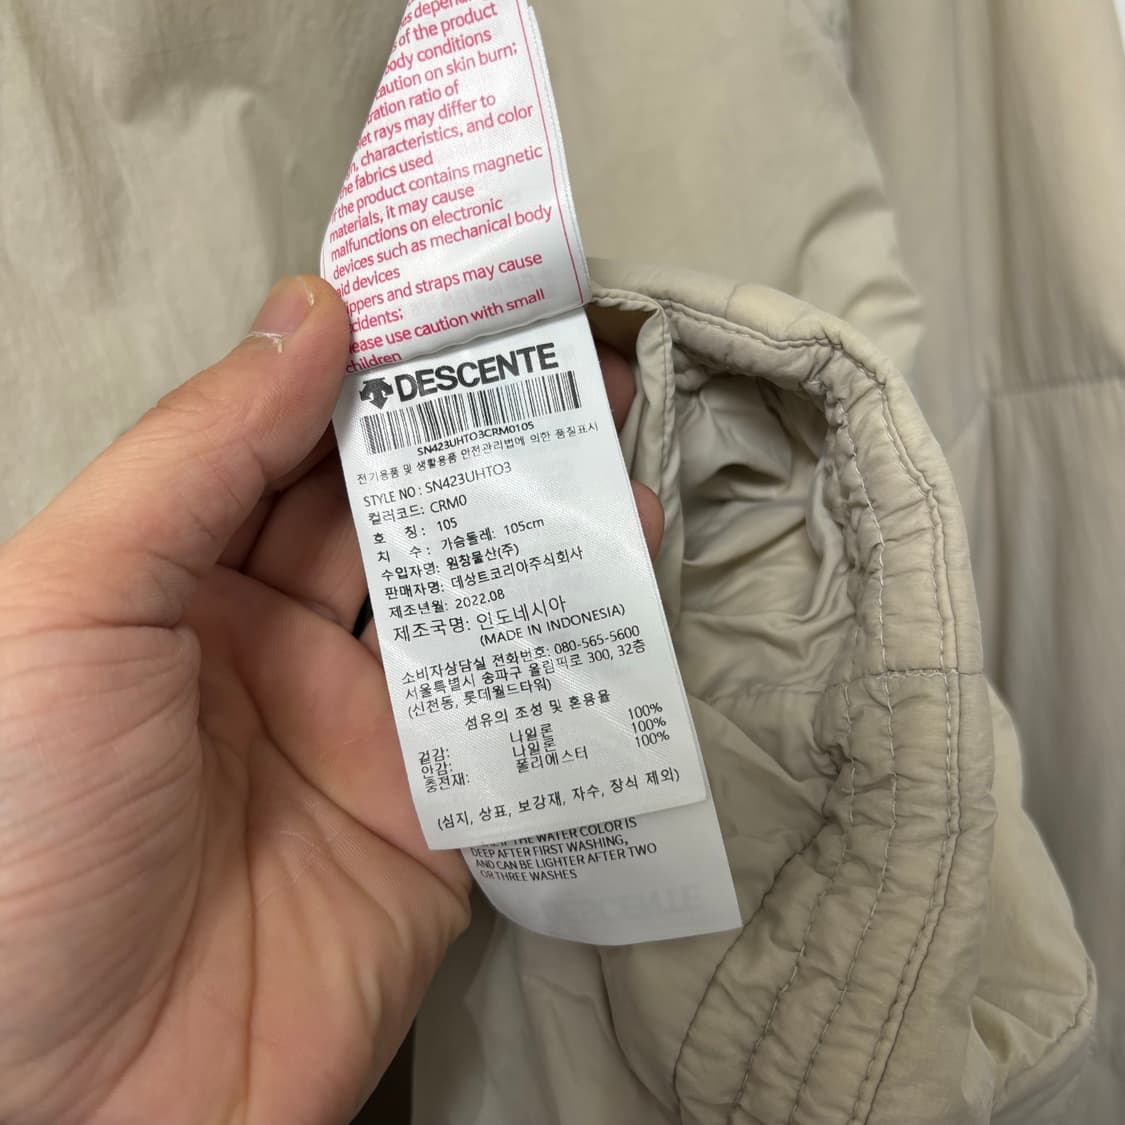 of the product
body conditions
caution on skin burn:
ration ratio of
rays may differ to
characteristics, and color
the fabrics used
If the product contains magnetic
materials, it may cause
malfunctions on electronic
devices such as mechanical body
aid devices
ippers and straps may cause
cidents;
ease use caution with small
children
DESCENTE
SN423UHTO3CRM0105
전기용품 및 생활용품 안전관리법에 의한 품질표시
STYLE NO : SN423UHTO3
컬러코드: CRM0
호 칭 : 105
치 수 : 가슴둘레: 105cm
수입자명: 원창물산(주)
판매자명: 데상트코리아주식회사
제조년월: 2022.08
제조국명: 인도네시아
(MADE IN INDONESIA)
소비자상담실 전화번호: 080-565-5600
서울특별시 송파구 올림픽로 300, 32층
(신천동, 롯데월드타워)
섬유의 조성 및 혼용율
겉감: 나일론 100%
안감: 나일론 100%
충전재: 폴리에스터 100%
(심지, 상표, 보강재, 자수, 장식 제외)
THE WATER COLOR IS
DEEP AFTER FIRST WASHING,
AND CAN BE LIGHTER AFTER TWO
OR THREE WASHES